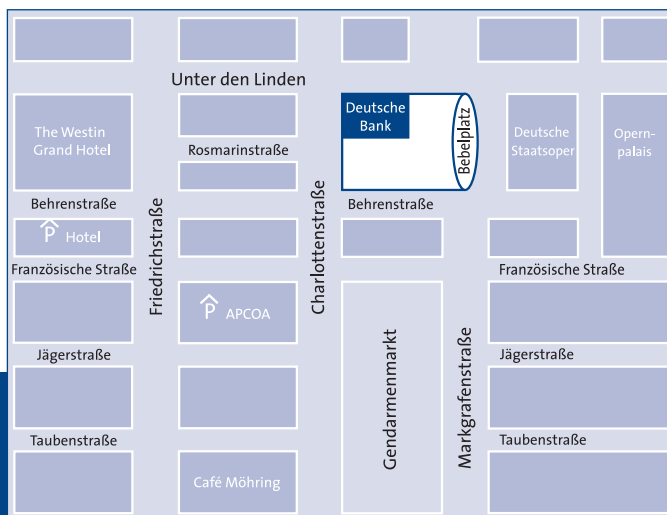 Unter den Linden
The Westin
Grand Hotel
Deutsche
Bank
Bebelplatz
Deutsche
Staatsoper
Opern-
palais
Rosmarinstraße
Behrenstraße
Behrenstraße
P Hotel
Französische Straße
Französische Straße
Friedrichstraße
Charlottenstraße
P APCOA
Jägerstraße
Jägerstraße
Gendarmenmarkt
Markgrafenstraße
Taubenstraße
Taubenstraße
Café Möhring